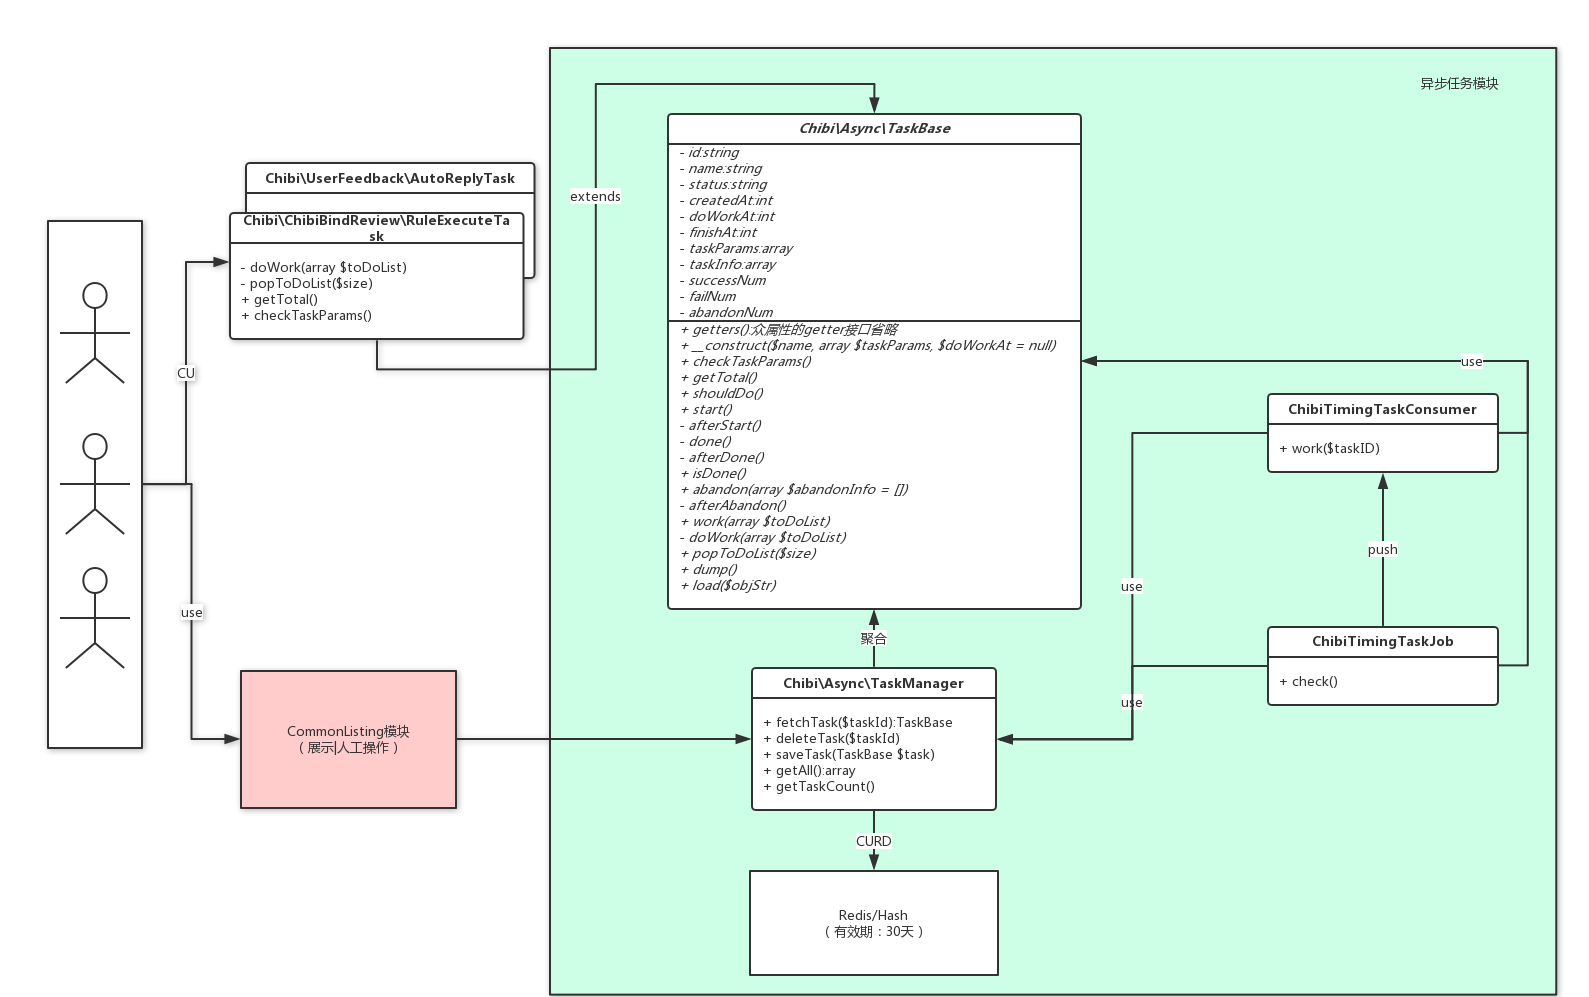 异步任务模块
Chibi\Async\TaskBase
- id:string
- name:string
- status:string
- createdAt:int
- doWorkAt:int
- finishAt:int
- taskParams:array
- taskInfo:array
- successNum
- failNum
- abandonNum
+ getters():众属性的getter接口省略
+ __construct($name, array $taskParams, $doWorkAt = null)
+ checkTaskParams()
+ getTotal()
+ shouldDo()
+ start()
- afterStart()
- done()
- afterDone()
+ isDone()
+ abandon(array $abandonInfo = [])
- afterAbandon()
+ work(array $toDoList)
- doWork(array $toDoList)
+ popToDoList($size)
+ dump()
+ load($objStr)
Chibi\UserFeedback\AutoReplyTask
Chibi\ChibiBindReview\RuleExecuteTa
sk
- doWork(array $toDoList)
- popToDoList($size)
+ getTotal()
+ checkTaskParams()
extends
CU
use
use
ChibiTimingTaskConsumer
+ work($taskID)
push
use
use
ChibiTimingTaskJob
+ check()
聚合
Chibi\Async\TaskManager
+ fetchTask($taskId):TaskBase
+ deleteTask($taskId)
+ saveTask(TaskBase $task)
+ getAll():array
+ getTaskCount()
CommonListing模块
（展示|人工操作）
CURD
Redis/Hash
（有效期：30天）